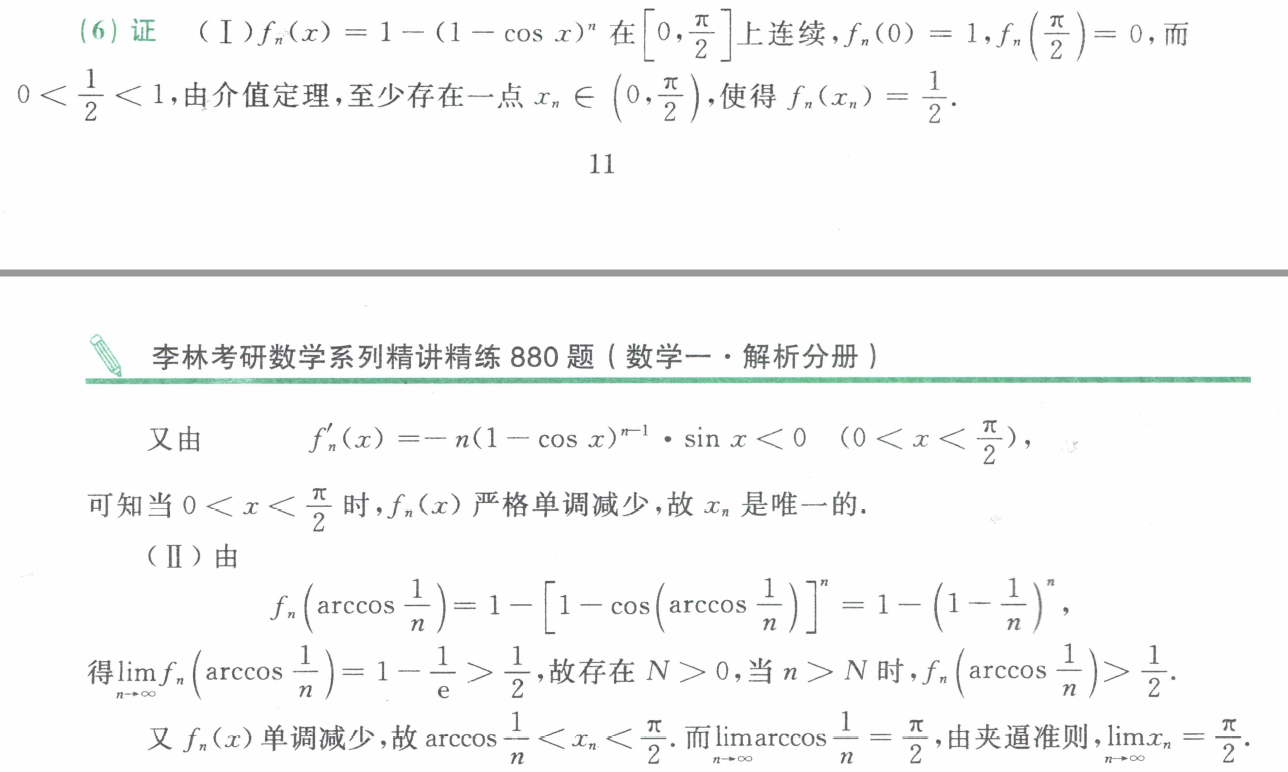 (6) 证 (Ⅰ) $f_n(x) = 1 - (1 - \cos x)^n$ 在 $\left[0, \frac{\pi}{2}\right]$ 上连续, $f_n(0) = 1, f_n\left(\frac{\pi}{2}\right) = 0$, 而
$0 < \frac{1}{2} < 1$, 由介值定理, 至少存在一点 $x_n \in \left(0, \frac{\pi}{2}\right)$, 使得 $f_n(x_n) = \frac{1}{2}$.
11
李林考研数学系列精讲精练 880 题 ( 数学一 · 解析分册 )
又由 $f_n'(x) = -n(1 - \cos x)^{n-1} \cdot \sin x < 0 \quad (0 < x < \frac{\pi}{2})$,
可知当 $0 < x < \frac{\pi}{2}$ 时, $f_n(x)$ 严格单调减少, 故 $x_n$ 是唯一的.
(Ⅱ) 由
$f_n\left(\arccos \frac{1}{n}\right) = 1 - \left[1 - \cos\left(\arccos \frac{1}{n}\right)\right]^n = 1 - \left(1 - \frac{1}{n}\right)^n$,
得 $\lim_{n \to \infty} f_n\left(\arccos \frac{1}{n}\right) = 1 - \frac{1}{e} > \frac{1}{2}$, 故存在 $N > 0$, 当 $n > N$ 时, $f_n\left(\arccos \frac{1}{n}\right) > \frac{1}{2}$.
又 $f_n(x)$ 单调减少, 故 $\arccos \frac{1}{n} < x_n < \frac{\pi}{2}$. 而 $\lim_{n \to \infty} \arccos \frac{1}{n} = \frac{\pi}{2}$, 由夹逼准则, $\lim_{n \to \infty} x_n = \frac{\pi}{2}$.